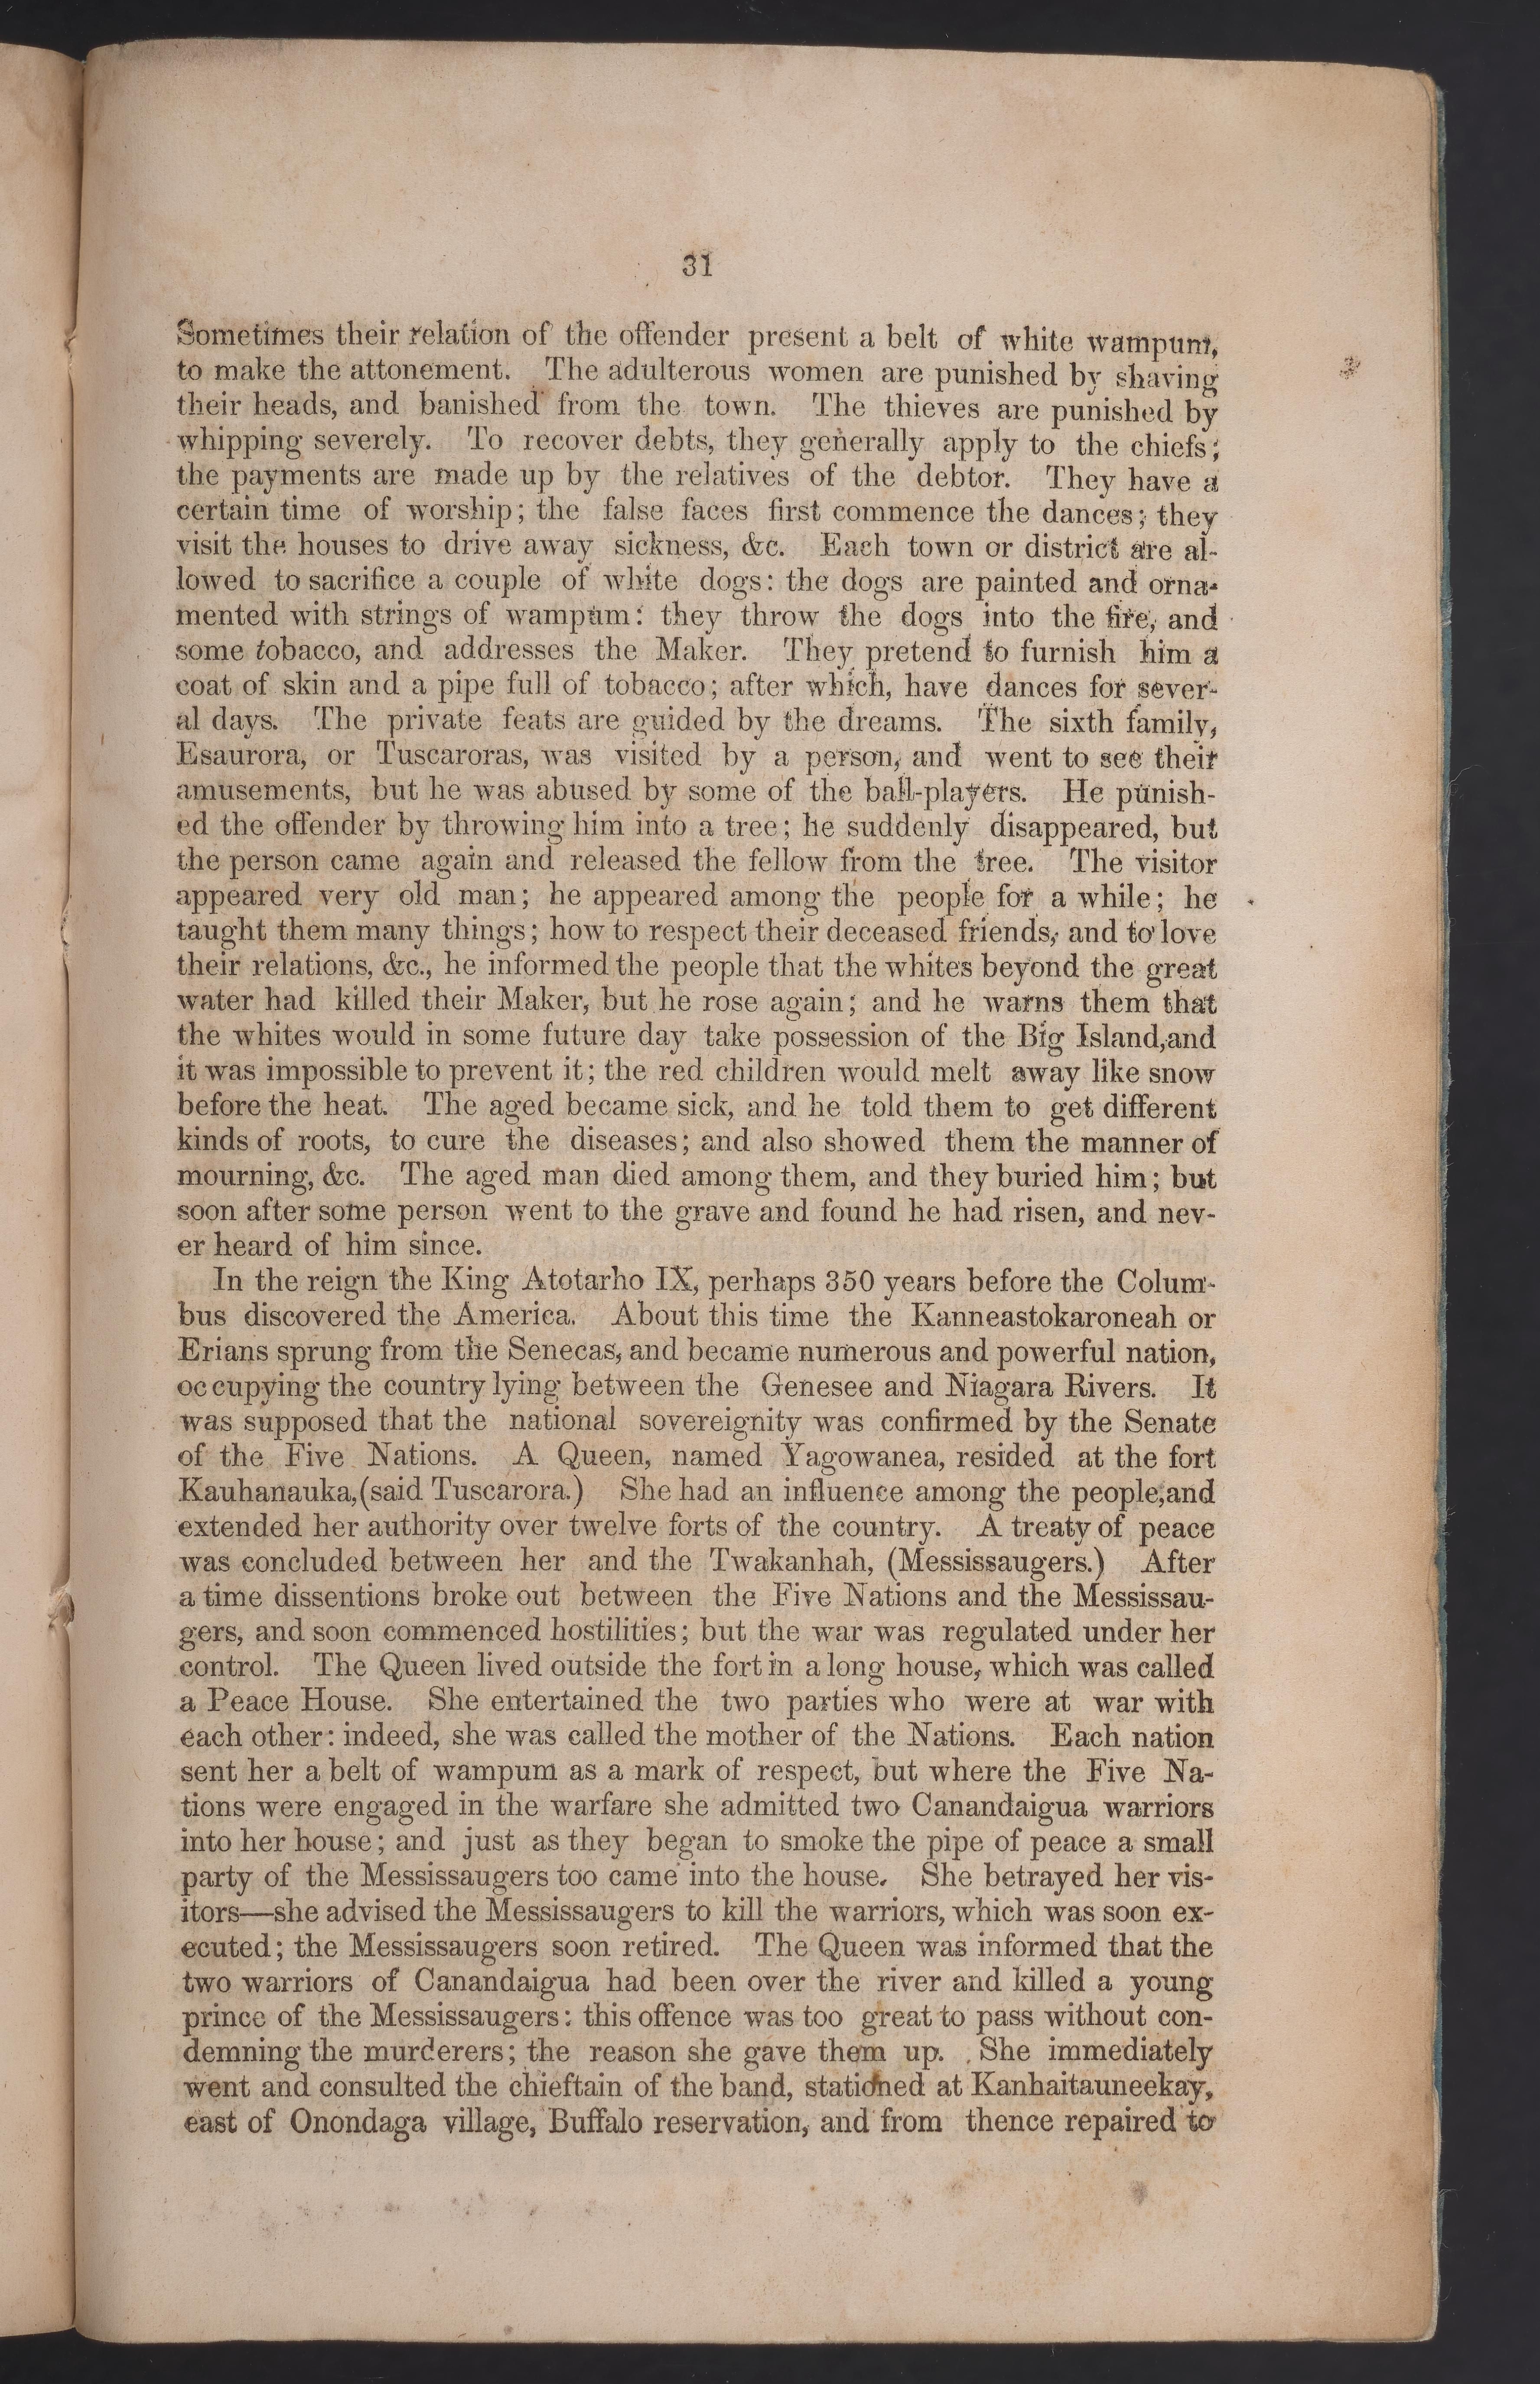 31
Sometimes their relation of the offender present a belt of white wampum,
to make the attonement. The adulterous women are punished by shaving
their heads, and banished from the town. The thieves are punished by
whipping severely. To recover debts, they generally apply to the chiefs;
the payments are made up by the relatives of the debtor. They have a
certain time of worship; the false faces first commence the dances; they
visit the houses to drive away sickness, &c. Each town or district are al-
lowed to sacrifice a couple of white dogs: the dogs are painted and orna-
mented with strings of wampum: they throw the dogs into the fire, and
some tobacco, and addresses the Maker. They pretend to furnish him a
coat of skin and a pipe full of tobacco; after which, have dances for sever-
al days. The private feats are guided by the dreams. The sixth family,
Esaurora, or Tuscaroras, was visited by a person, and went to see their
amusements, but he was abused by some of the ball-players. He punish-
ed the offender by throwing him into a tree; he suddenly disappeared, but
the person came again and released the fellow from the tree. The visitor
appeared very old man; he appeared among the people for a while; he
taught them many things; how to respect their deceased friends, and to love
their relations, &c., he informed the people that the whites beyond the great
water had killed their Maker, but he rose again; and he warns them that
the whites would in some future day take possession of the Big Island,and
it was impossible to prevent it; the red children would melt away like snow
before the heat. The aged became sick, and he told them to get different
kinds of roots, to cure the diseases; and also showed them the manner of
mourning, &c. The aged man died among them, and they buried him; but
soon after some person went to the grave and found he had risen, and nev-
er heard of him since.
In the reign the King Atotarho IX, perhaps 350 years before the Colum-
bus discovered the America. About this time the Kanneastokaroneah or
Erians sprung from the Senecas, and became numerous and powerful nation,
occupying the country lying between the Genesee and Niagara Rivers. It
was supposed that the national sovereignity was confirmed by the Senate
of the Five Nations. A Queen, named Yagowanea, resided at the fort
Kauhanauka,(said Tuscarora.) She had an influence among the people,and
extended her authority over twelve forts of the country. A treaty of peace
was concluded between her and the Twakanhah, (Messissaugers.) After
a time dissentions broke out between the Five Nations and the Messissau-
gers, and soon commenced hostilities; but the war was regulated under her
control. The Queen lived outside the fort in a long house, which was called
a Peace House. She entertained the two parties who were at war with
each other: indeed, she was called the mother of the Nations. Each nation
sent her a belt of wampum as a mark of respect, but where the Five Na-
tions were engaged in the warfare she admitted two Canandaigua warriors
into her house; and just as they began to smoke the pipe of peace a small
party of the Messissaugers too came into the house. She betrayed her vis-
itors—she advised the Messissaugers to kill the warriors, which was soon ex-
ecuted; the Messissaugers soon retired. The Queen was informed that the
two warriors of Canandaigua had been over the river and killed a young
prince of the Messissaugers: this offence was too great to pass without con-
demning the murderers; the reason she gave them up. She immediately
went and consulted the chieftain of the band, stationed at Kanhaitauneekay,
east of Onondaga village, Buffalo reservation, and from thence repaired to